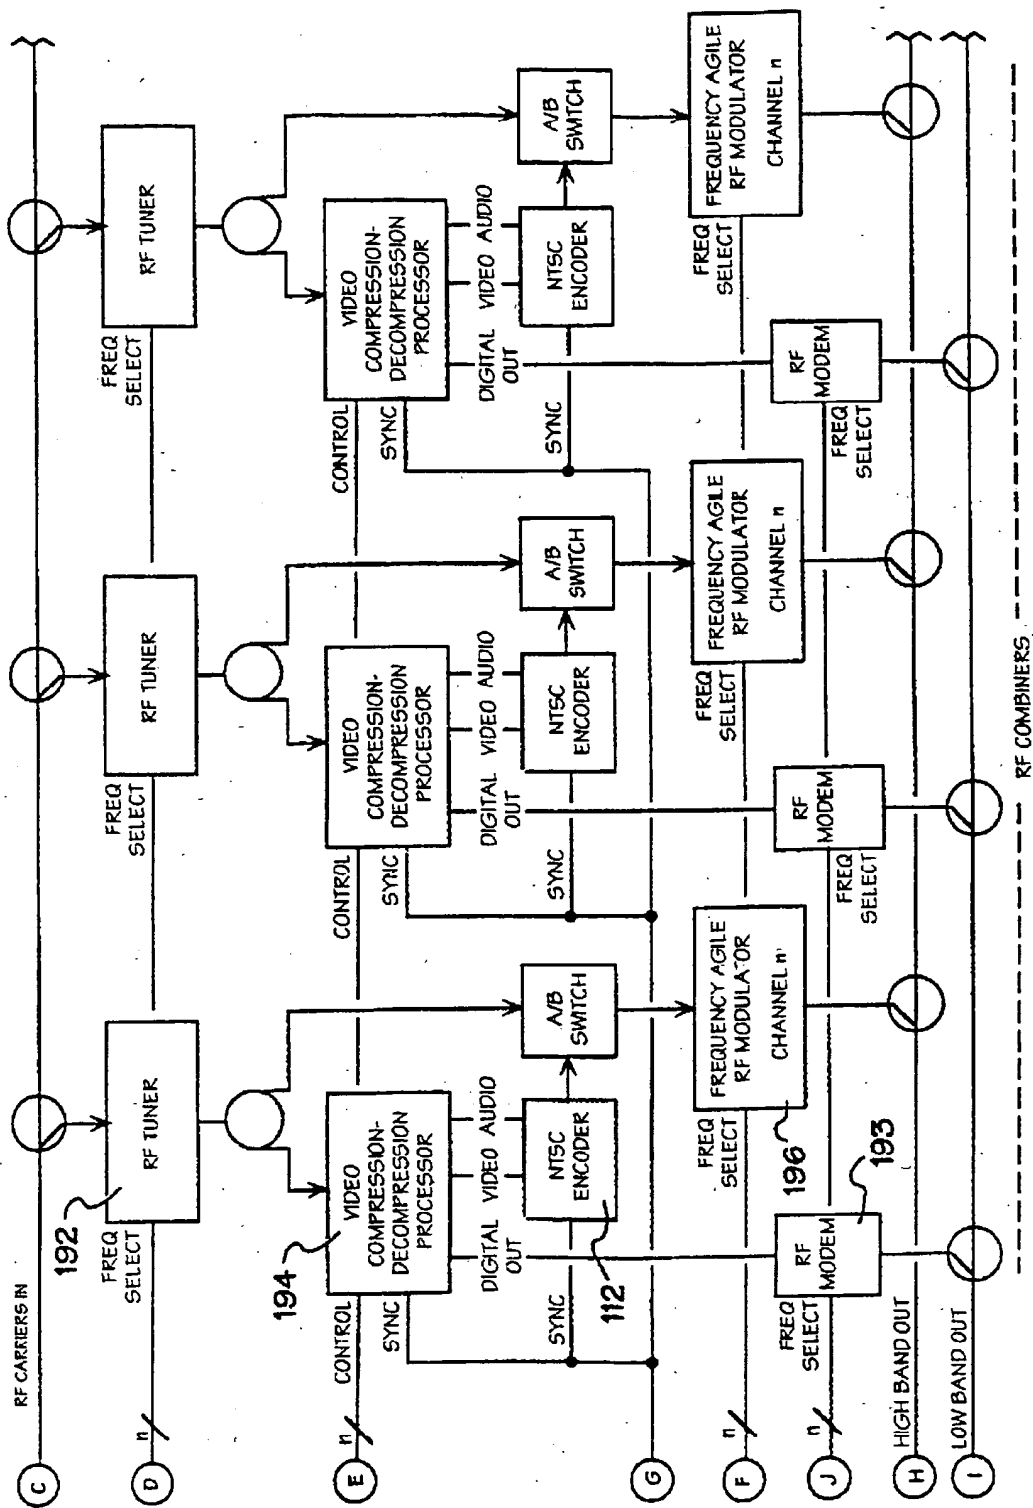 RF CARRIERS IN
C
192
FREQ
SELECT
RF TUNER
FREQ
SELECT
RF TUNER
FREQ
SELECT
RF TUNER
n
D
194
CONTROL
SYNC
VIDEO
COMPRESSION-
DECOMPRESSION
PROCESSOR
CONTROL
SYNC
VIDEO
COMPRESSION-
DECOMPRESSION
PROCESSOR
CONTROL
SYNC
VIDEO
COMPRESSION-
DECOMPRESSION
PROCESSOR
n
E
DIGITAL
OUT
VIDEO
AUDIO
DIGITAL
OUT
VIDEO
AUDIO
DIGITAL
OUT
VIDEO
AUDIO
SYNC
NTSC
ENCODER
A/B
SWITCH
SYNC
NTSC
ENCODER
A/B
SWITCH
SYNC
NTSC
ENCODER
A/B
SWITCH
112
G
FREQ
SELECT
FREQUENCY AGILE
RF MODULATOR
CHANNEL n
FREQ
SELECT
FREQUENCY AGILE
RF MODULATOR
CHANNEL n
FREQ
SELECT
FREQUENCY AGILE
RF MODULATOR
CHANNEL n
n
F
196
FREQ
SELECT
RF
MODEM
193
FREQ
SELECT
RF
MODEM
FREQ
SELECT
RF
MODEM
n
J
HIGH BAND OUT
H
LOW BAND OUT
I
RF COMBINERS